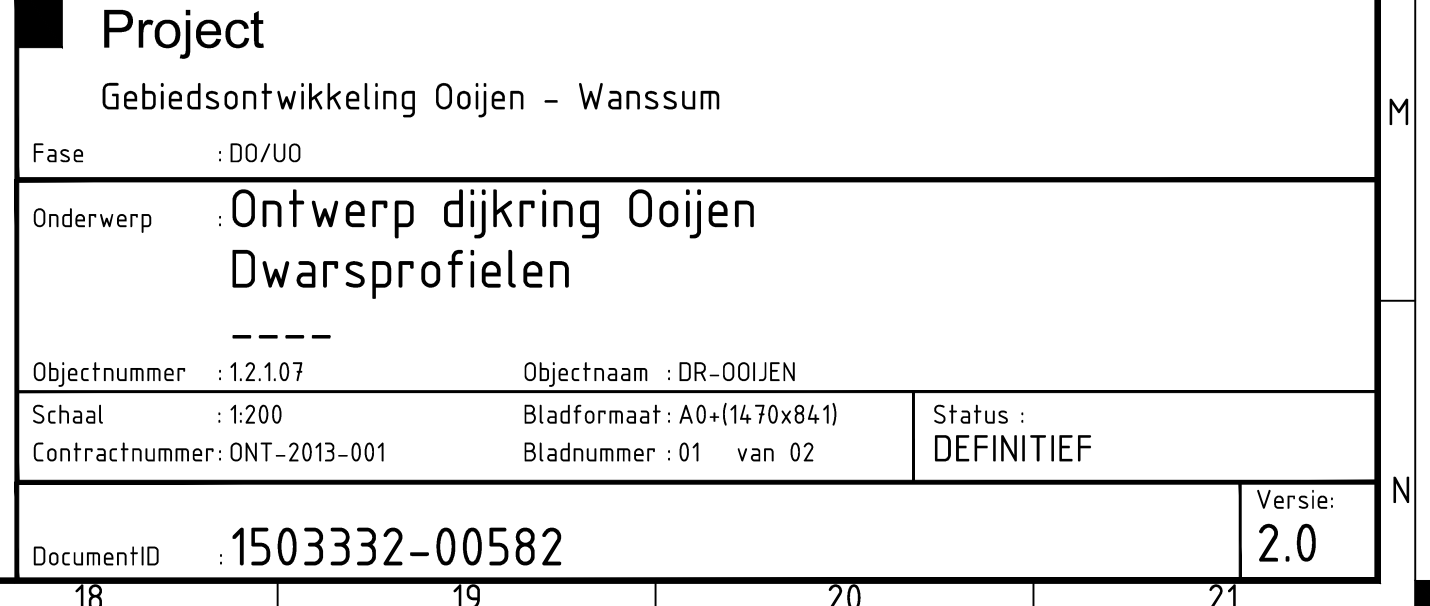 Project
Gebiedsontwikkeling Ooijen - Wanssum
M
Fase : DO/UO
Onderwerp : Ontwerp dijkring Ooijen
Dwarsprofielen
----
Objectnummer : 1.2.1.07 Objectnaam : DR-OOIJEN
Schaal : 1:200 Bladformaat : A0+(1470x841) Status :
Contractnummer : ONT-2013-001 Bladnummer : 01 van 02 DEFINITIEF
N
Versie:
DocumentID : 1503332-00582 2.0
18 19 20 21